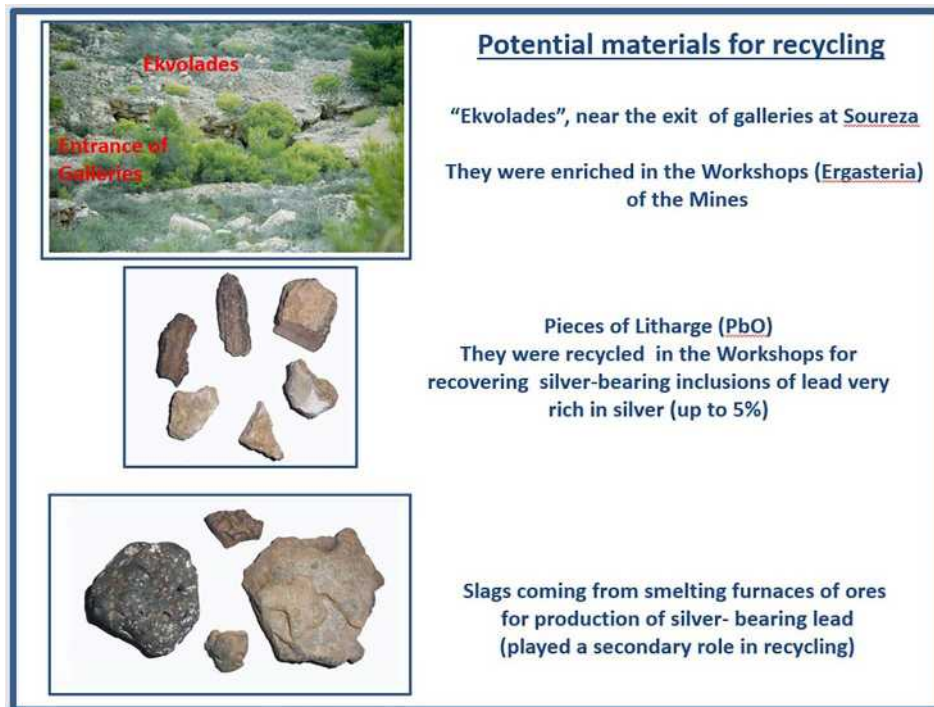 Potential materials for recycling
Ekvolades
Entrance of
Galleries
“Ekvolades”, near the exit of galleries at Soureza
They were enriched in the Workshops (Ergasteria)
of the Mines
Pieces of Litharge (PbO)
They were recycled in the Workshops for
recovering silver-bearing inclusions of lead very
rich in silver (up to 5%)
Slags coming from smelting furnaces of ores
for production of silver- bearing lead
(played a secondary role in recycling)